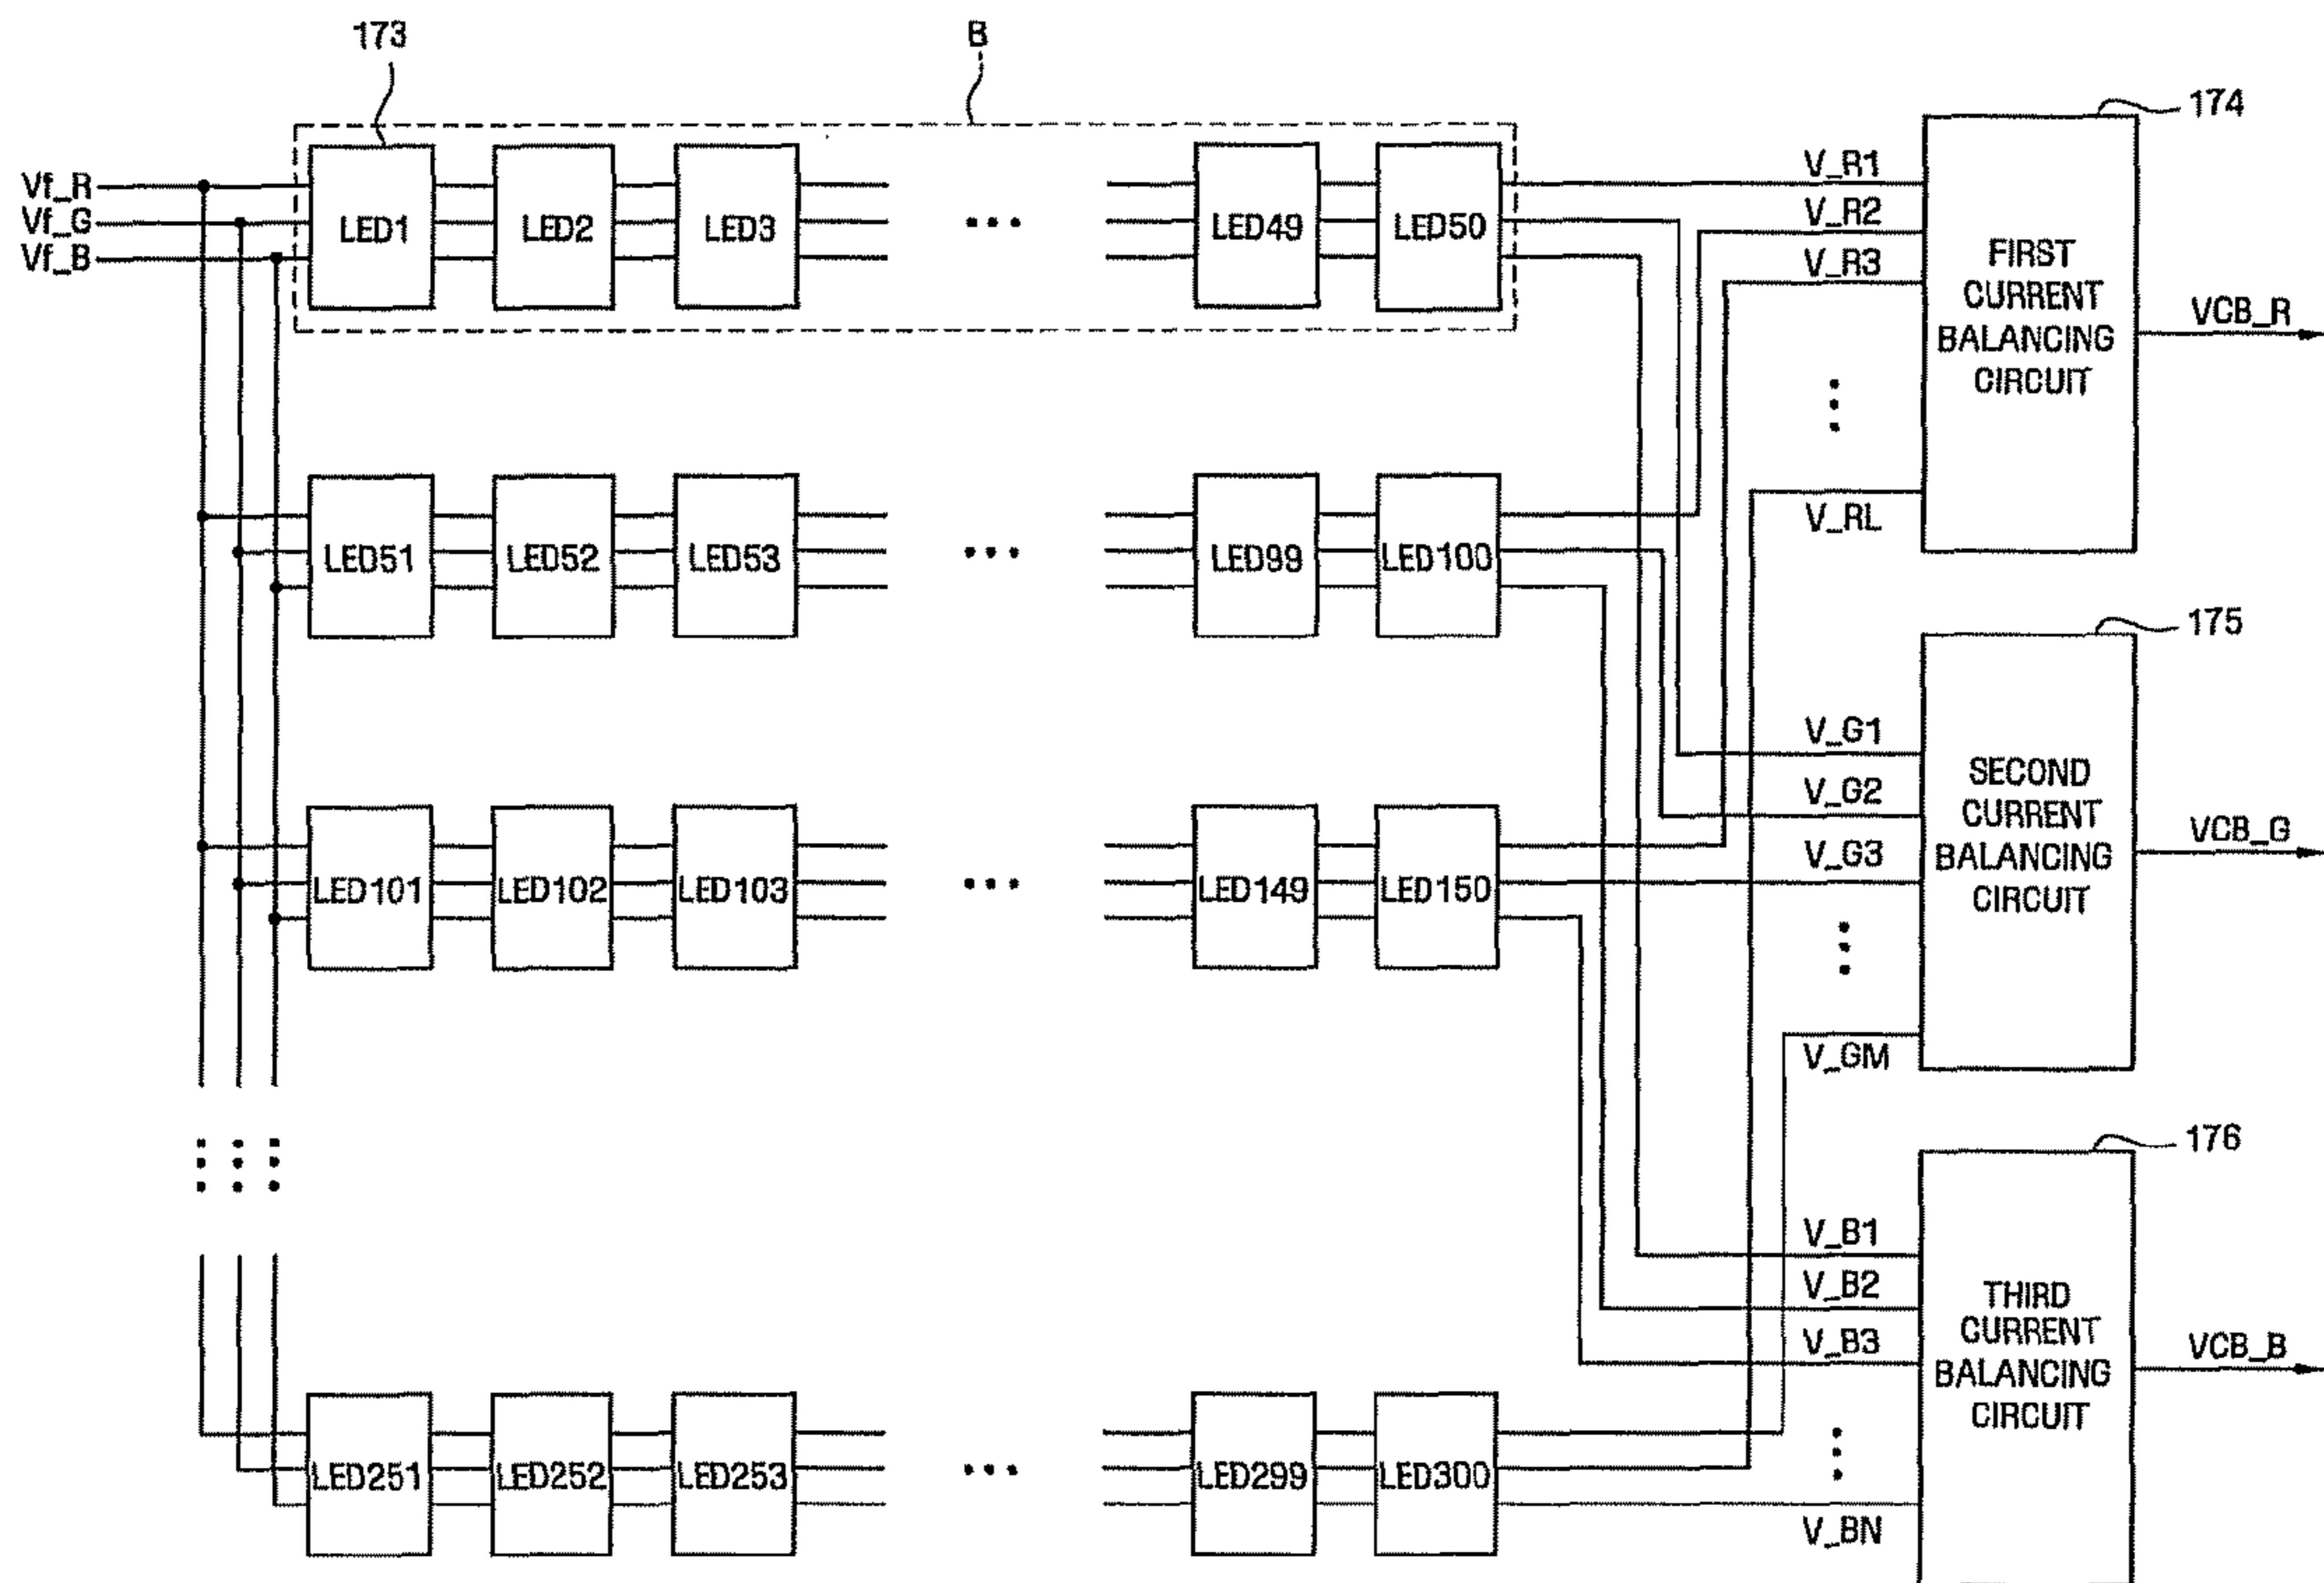 173
B
174
Vf_R
Vf_G
Vf_B
LED1
LED2
LED3
...
LED49
LED50
V_R1
V_R2
V_R3
V_RL
FIRST
CURRENT
BALANCING
CIRCUIT
VCB_R
LED51
LED52
LED53
...
LED99
LED100
175
V_G1
V_G2
V_G3
V_GM
SECOND
CURRENT
BALANCING
CIRCUIT
VCB_G
LED101
LED102
LED103
...
LED149
LED150
176
V_B1
V_B2
V_B3
V_BN
THIRD
CURRENT
BALANCING
CIRCUIT
VCB_B
LED251
LED252
LED253
...
LED299
LED300